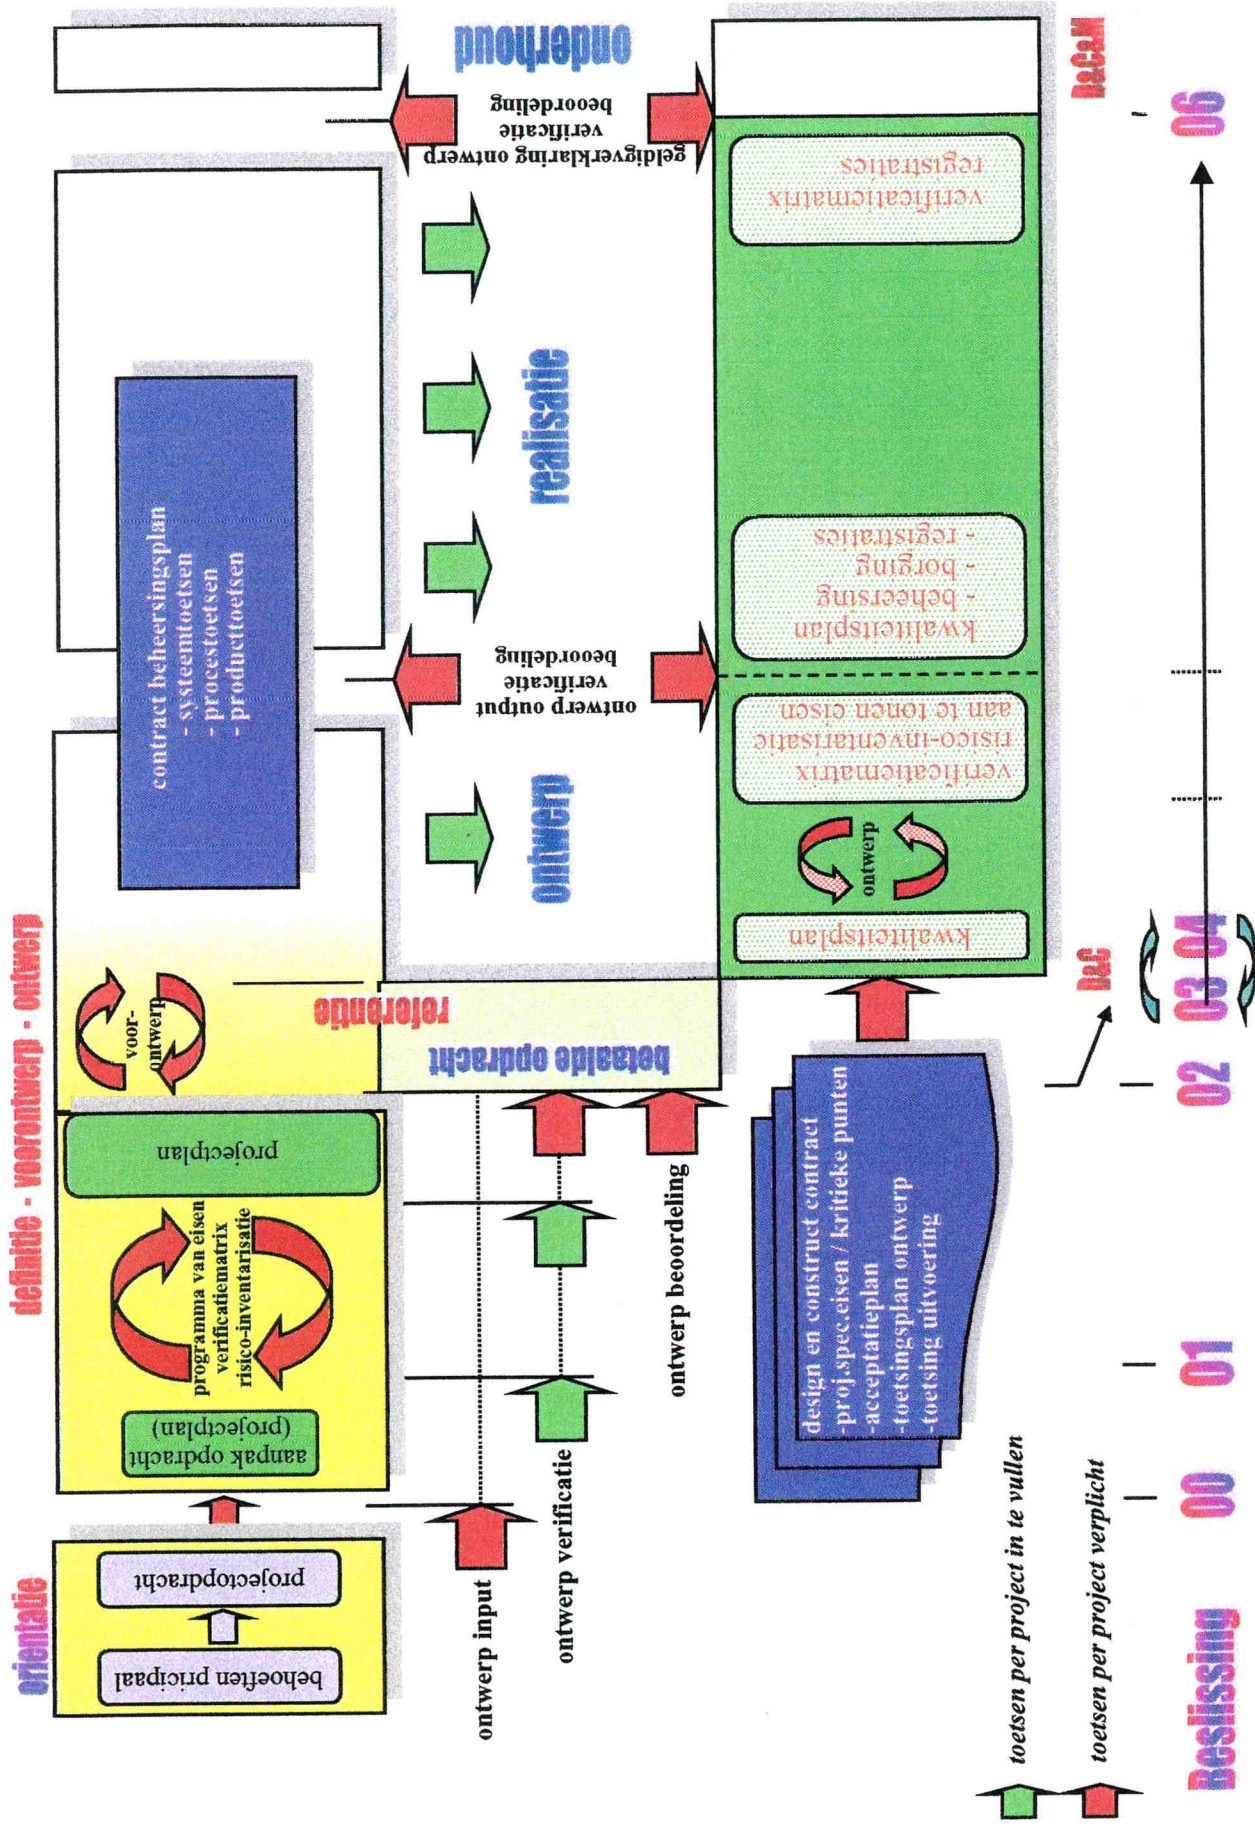 orientatie
definitie - voorontwerp - ontwerp
behoeften pricipaal
projectopdracht
aanpak opdracht
(projectplan)
programma van eisen
verificatiematrix
risico-inventarisatie
projectplan
voor-
ontwerp
contract beheersingsplan
- systeemtoetsen
- procestoetsen
- producttoetsen
referentie
betaalde opdracht
ontwerp input
ontwerp verificatie
ontwerp beoordeling
ontwerp
ontwerp output
verificatie
beoordeling
realisatie
geldigverklaring ontwerp
verificatie
beoordeling
onderhoud
design en construct contract
-proj.spec.eisen / kritieke punten
-acceptatieplan
-toetsingsplan ontwerp
-toetsing uitvoering
kwaliteitsplan
ontwerp
verificatiematrix
risico-inventarisatie
aan te tonen eisen
kwaliteitsplan
- beheersing
- borging
- registraties
verificatiematrix
registraties
toetsen per project in te vullen
toetsen per project verplicht
D&C
D&C&M
Beslissing
00
01
02
03
04
06